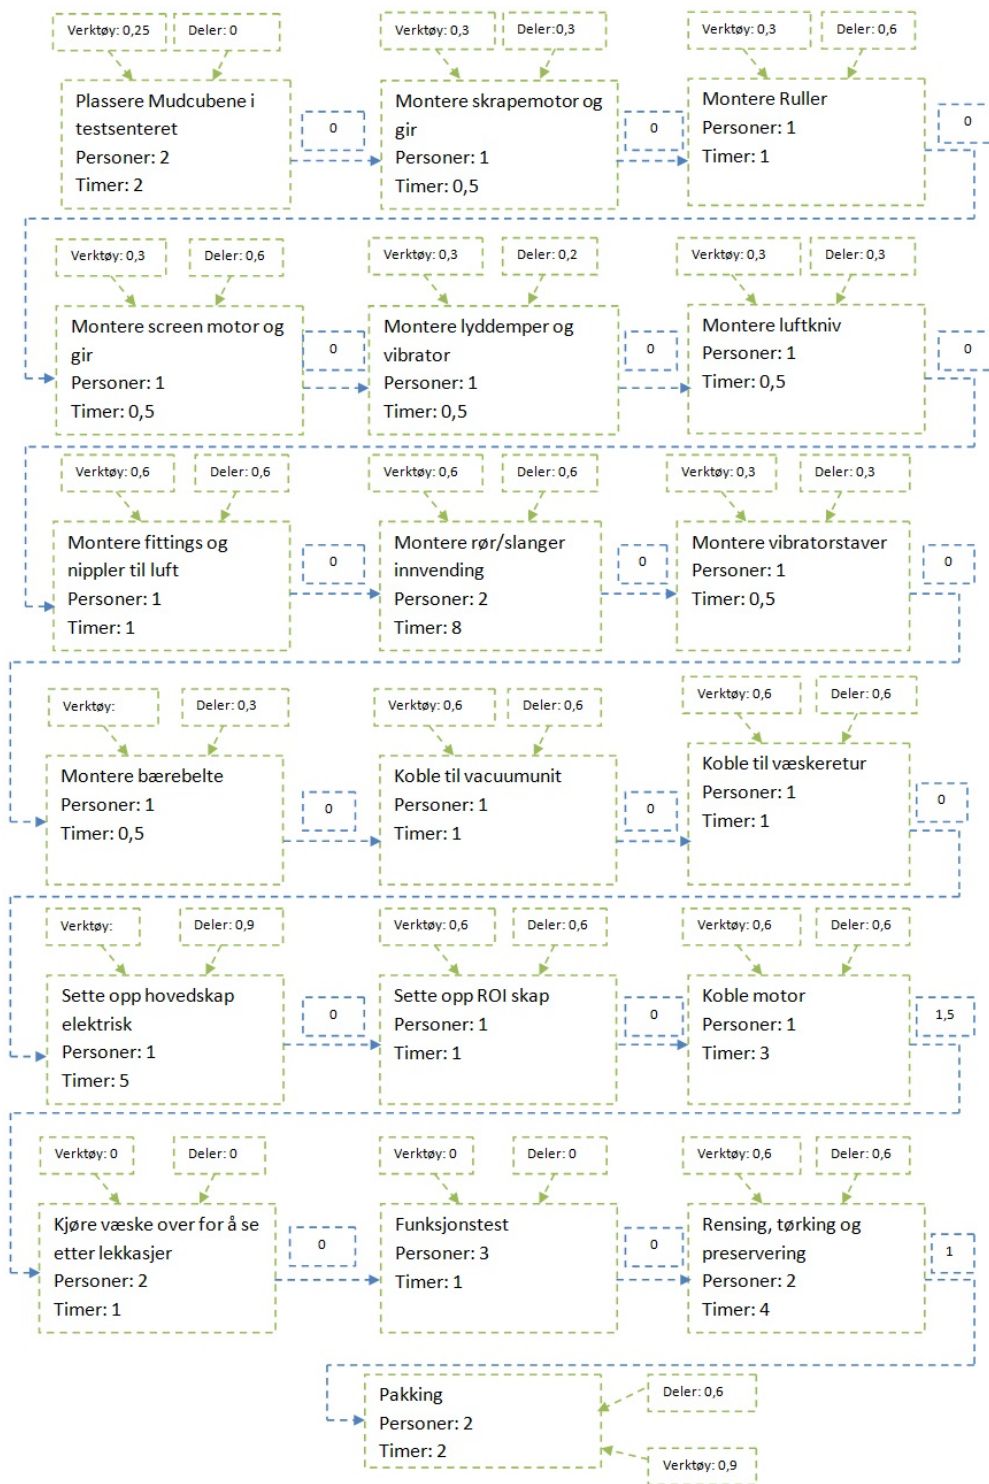 Verktøy: 0,25
Deler: 0
Plassere Mudcubene i
testsenteret
Personer: 2
Timer: 2
0
Verktøy: 0,3
Deler:0,3
Montere skrapemotor og
gir
Personer: 1
Timer: 0,5
0
Verktøy: 0,3
Deler: 0,6
Montere Ruller
Personer: 1
Timer: 1
0
Verktøy: 0,3
Deler: 0,6
Montere screen motor og
gir
Personer: 1
Timer: 0,5
0
Verktøy: 0,3
Deler: 0,2
Montere lyddemper og
vibrator
Personer: 1
Timer: 0,5
0
Verktøy: 0,3
Deler: 0,3
Montere luftkniv
Personer: 1
Timer: 0,5
0
Verktøy: 0,6
Deler: 0,6
Montere fittings og
nippler til luft
Personer: 1
Timer: 1
0
Verktøy: 0,6
Deler: 0,6
Montere rør/slanger
innvending
Personer: 2
Timer: 8
0
Verktøy: 0,3
Deler: 0,3
Montere vibratorstaver
Personer: 1
Timer: 0,5
0
Verktøy:
Deler: 0,3
Montere bærebelte
Personer: 1
Timer: 0,5
0
Verktøy: 0,6
Deler: 0,6
Koble til vacuumunit
Personer: 1
Timer: 1
0
Verktøy: 0,6
Deler: 0,6
Koble til væskeretur
Personer: 1
Timer: 1
0
Verktøy:
Deler: 0,9
Sette opp hovedskap
elektrisk
Personer: 1
Timer: 5
0
Verktøy: 0,6
Deler: 0,6
Sette opp ROI skap
Personer: 1
Timer: 1
0
Verktøy: 0,6
Deler: 0,6
Koble motor
Personer: 1
Timer: 3
1,5
Verktøy: 0
Deler: 0
Kjøre væske over for å se
etter lekkasjer
Personer: 2
Timer: 1
0
Verktøy: 0
Deler: 0
Funksjonstest
Personer: 3
Timer: 1
0
Verktøy: 0,6
Deler: 0,6
Rensing, tørking og
preservering
Personer: 2
Timer: 4
1
Pakking
Personer: 2
Timer: 2
Deler: 0,6
Verktøy: 0,9